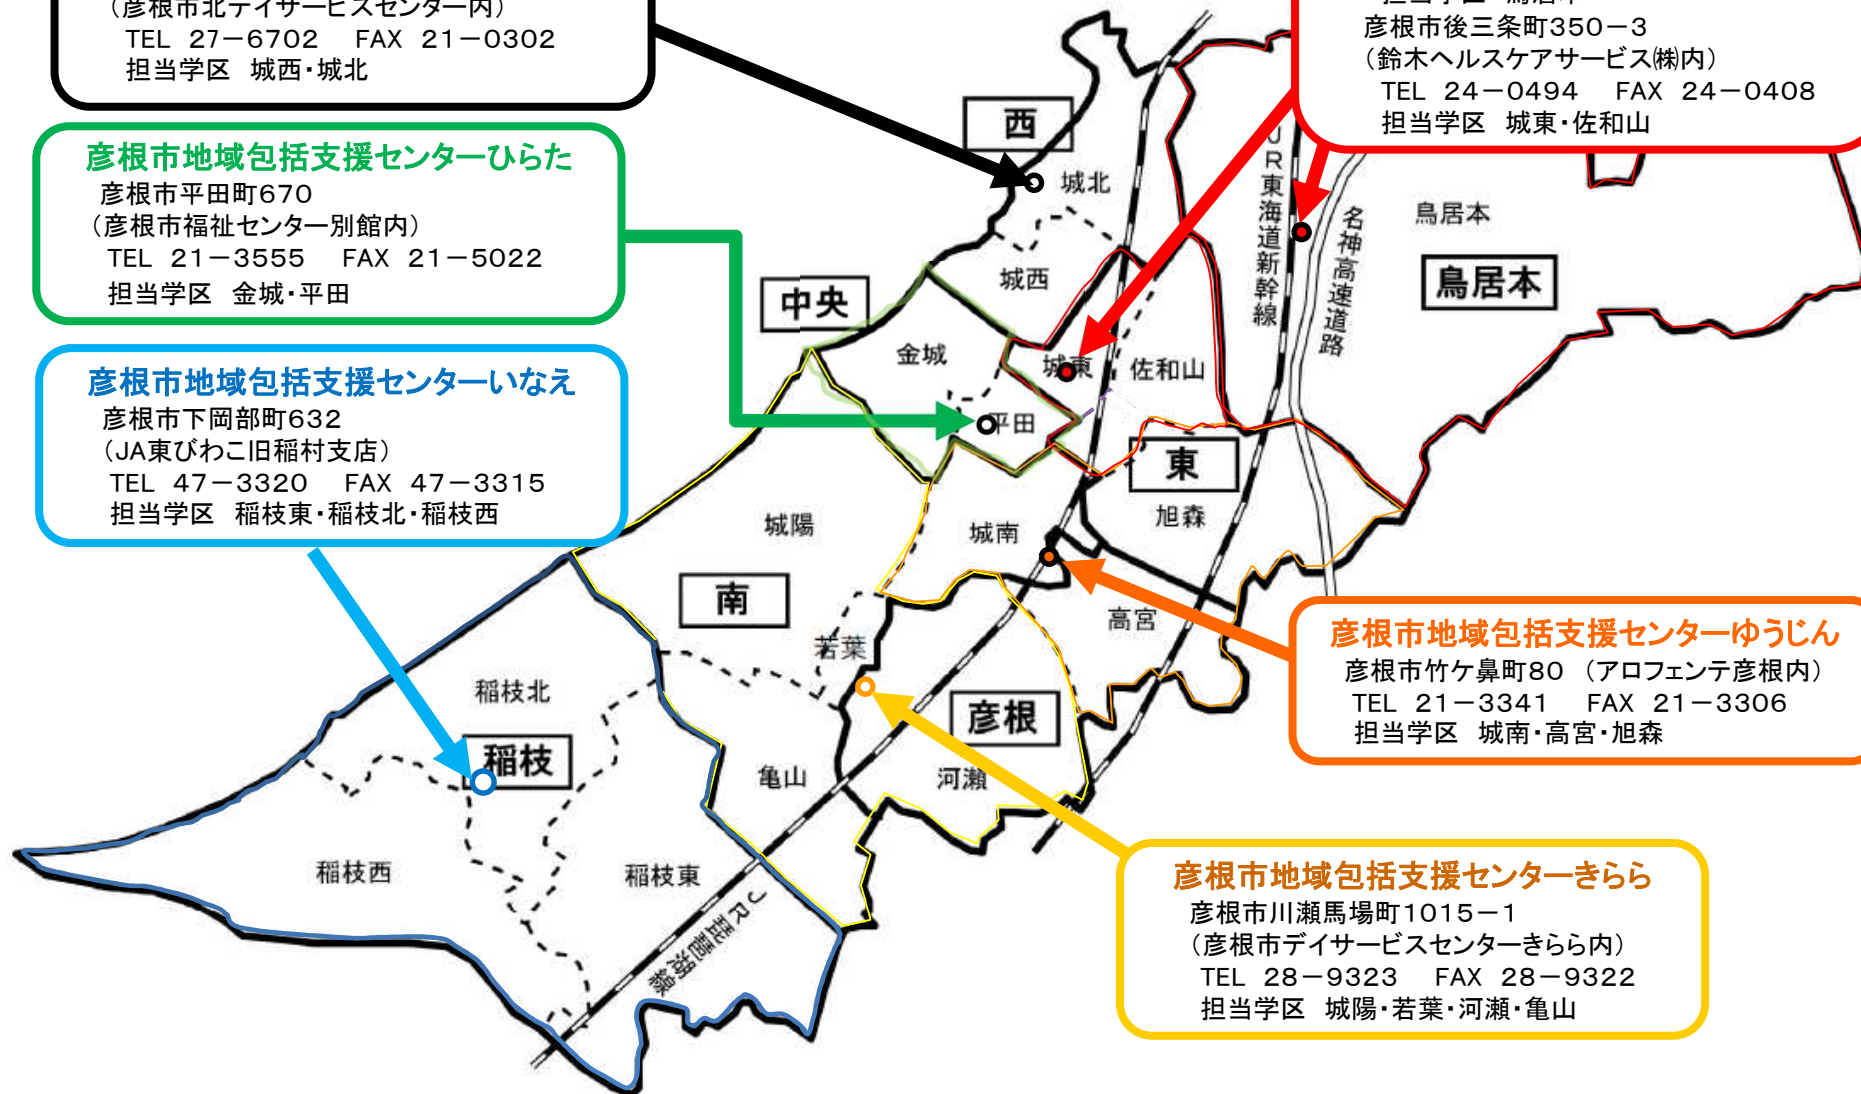 (彦根市北デイサービスセンター内)
TEL 27－6702 FAX 21－0302
担当学区 城西・城北
彦根市後三条町350－3
(鈴木ヘルスケアサービス㈱内)
TEL 24－0494 FAX 24－0408
担当学区 城東・佐和山
彦根市地域包括支援センターひらた
彦根市平田町670
(彦根市福祉センター別館内)
TEL 21－3555 FAX 21－5022
担当学区 金城・平田
彦根市地域包括支援センターいなえ
彦根市下岡部町632
(JA東びわこ旧稲村支店)
TEL 47－3320 FAX 47－3315
担当学区 稲枝東・稲枝北・稲枝西
西
城北
城西
中央
金城
城東
佐和山
平田
JR東海道新幹線
名神高速道路
鳥居本
鳥居本
東
旭森
城陽
城南
南
若葉
高宮
彦根
稲枝北
稲枝
亀山
河瀬
稲枝西
稲枝東
JR琵琶湖線
彦根市地域包括支援センターゆうじん
彦根市竹ケ鼻町80 (アロフェンテ彦根内)
TEL 21－3341 FAX 21－3306
担当学区 城南・高宮・旭森
彦根市地域包括支援センターきらら
彦根市川瀬馬場町1015－1
(彦根市デイサービスセンターきらら内)
TEL 28－9323 FAX 28－9322
担当学区 城陽・若葉・河瀬・亀山